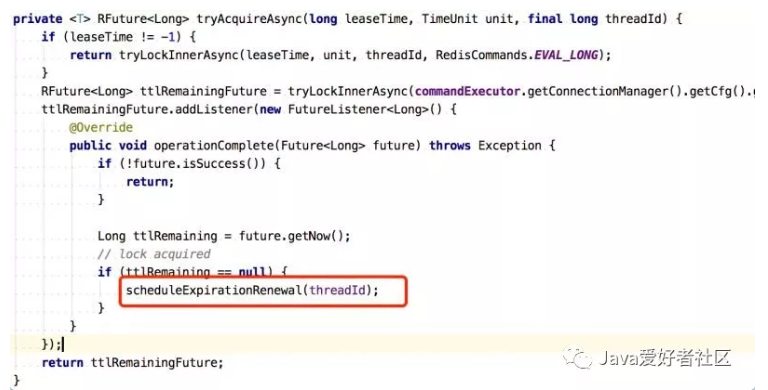 private <T> RFuture<Long> tryAcquireAsync(long leaseTime, TimeUnit unit, final long threadId) {
if (leaseTime != -1) {
return tryLockInnerAsync(leaseTime, unit, threadId, RedisCommands.EVAL_LONG);
}
RFuture<Long> ttlRemainingFuture = tryLockInnerAsync(commandExecutor.getConnectionManager().getCfg().
ttlRemainingFuture.addListener(new FutureListener<Long>() {
@Override
public void operationComplete(Future<Long> future) throws Exception {
if (!future.isSuccess()) {
return;
}
Long ttlRemaining = future.getNow();
// lock acquired
if (ttlRemaining == null) {
scheduleExpirationRenewal(threadId);
}
}
});
return ttlRemainingFuture;
}
Java爱好者社区